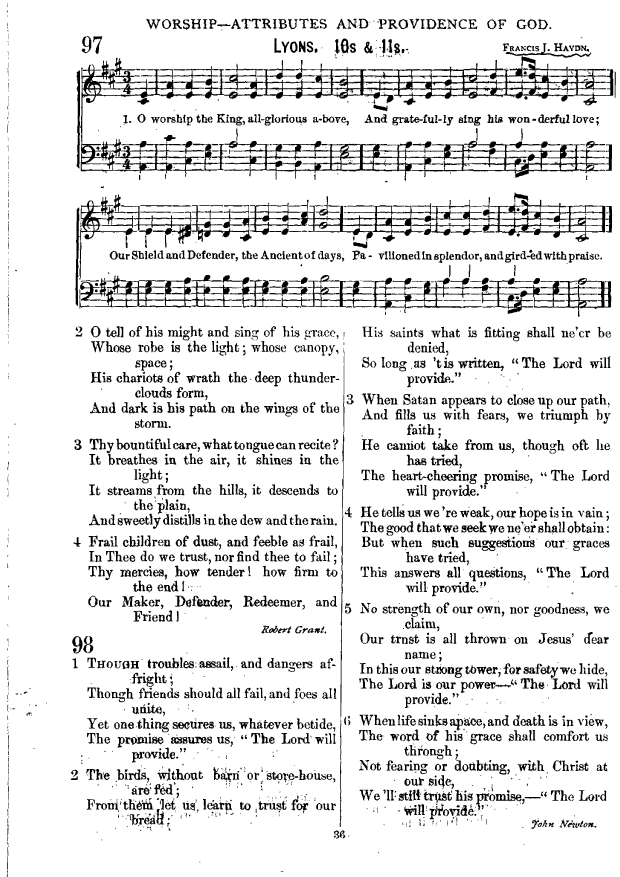 WORSHIP—ATTRIBUTES AND PROVIDENCE OF GOD.
97
LYONS. 10s & 11s.
FRANCIS J. HAYDN.
1. O worship the King, all-glorious a-bove, And grate-ful-ly sing his won-derful love;
Our Shield and Defender, the Ancient of days, Pa - vilioned in splendor, and gird-ed with praise.
2 O tell of his might and sing of his grace,
Whose robe is the light; whose canopy,
space;
His chariots of wrath the deep thunder-
clouds form,
And dark is his path on the wings of the
storm.
3 Thy bountiful care, what tongue can recite?
It breathes in the air, it shines in the
light;
It streams from the hills, it descends to
the plain,
And sweetly distills in the dew and the rain.
4 Frail children of dust, and feeble as frail,
In Thee do we trust, nor find thee to fail;
Thy mercies, how tender! how firm to
the end!
Our Maker, Defender, Redeemer, and
Friend!
Robert Grant.
98
1 THOUGH troubles assail, and dangers af-
fright;
Though friends should all fail, and foes all
unite,
Yet one thing secures us, whatever betide,
The promise assures us, "The Lord will
provide."
2 The birds, without barn or store-house,
are fed;
From them let us learn to trust for our
bread;
His saints what is fitting shall ne'er be
denied,
So long as 'tis written, "The Lord will
provide."
3 When Satan appears to close up our path,
And fills us with fears, we triumph by
faith;
He cannot take from us, though oft he
has tried,
The heart-cheering promise, "The Lord
will provide."
4 He tells us we're weak, our hope is in vain;
The good that we seek we ne'er shall obtain:
But when such suggestions our graces
have tried,
This answers all questions, "The Lord
will provide."
5 No strength of our own, nor goodness, we
claim,
Our trust is all thrown on Jesus' dear
name;
In this our strong tower, for safety we hide,
The Lord is our power—"The Lord will
provide."
6 When life sinks apace, and death is in view,
The word of his grace shall comfort us
through;
Not fearing or doubting, with Christ at
our side,
We'll still trust his promise,—"The Lord
will provide."
John Newton.
36